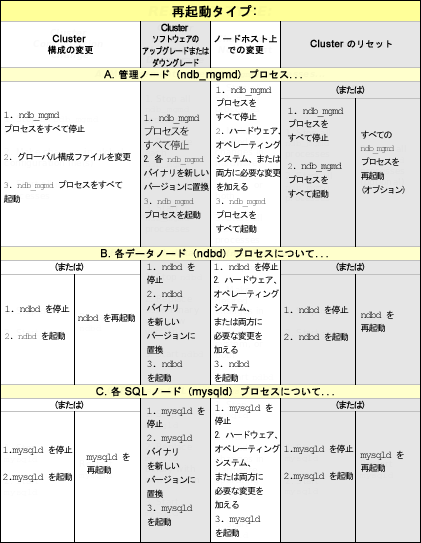 再起動タイプ:
Cluster
構成の変更
Cluster
ソフトウェアの
アップグレードまたは
ダウングレード
ノードホスト上
での変更
Cluster のリセット
A. 管理ノード (ndb_mgmd) プロセス...
1. ndb_mgmd
プロセスをすべて停止
2. グローバル構成ファイルを変更
3. ndb_mgmd プロセスをすべて
起動
1. ndb_mgmd
プロセスを
すべて停止
2. 各 ndb_mgmd
バイナリを新しい
バージョンに置換
3. ndb_mgmd
プロセスを起動
1. ndb_mgmd
プロセスを
すべて停止
2. ハードウェア、
オペレーティング
システム、または
両方に必要な変更
を加える
3. ndb_mgmd
プロセスを
すべて起動
(または)
1. ndb_mgmd
プロセスを
すべて停止
2. ndb_mgmd
プロセスを
すべて起動
すべての
ndb_mgmd
プロセスを
再起動
(オプション)
B. 各データノード (ndbd) プロセスについて...
(または)
1. ndbd を停止
2. ndbd を起動
ndbd を再起動
1. ndbd を
停止
2. ndbd
バイナリ
を新しい
バージョンに
置換
3. ndbd
を起動
1. ndbd を停止
2. ハードウェア、
オペレーティング
システム、
または両方に
必要な変更を
加える
3. ndbd
を起動
(または)
1. ndbd を停止
2. ndbd を起動
ndbd を
再起動
C. 各 SQL ノード (mysqld) プロセスについて...
(または)
1.mysqld を停止
2.mysqld を起動
mysqld を
再起動
1. mysqld を
停止
2. mysqld
バイナリ
を新しい
バージョンに
置換
3. mysqld
を起動
1. mysqld を
停止
2. ハードウェア、
オペレーティング
システム、
または両方に
必要な変更を
加える
3. mysqld
を起動
(または)
1.mysqld を停止
2.mysqld を起動
mysqld を
再起動